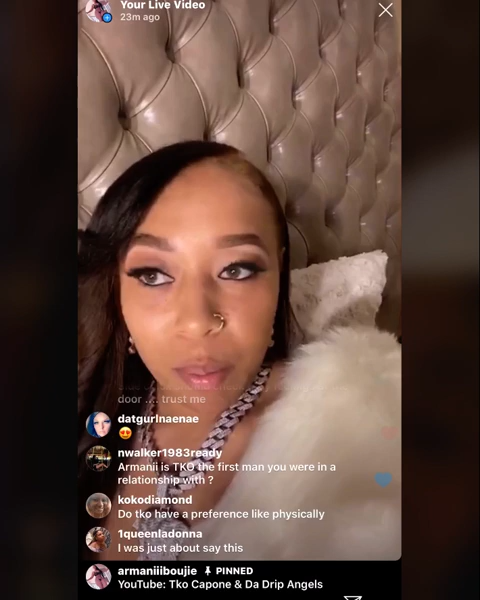 Your Live Video
23m ago
door .... trust me
datgurlnaenae
😍
nwalker1983ready
Armanii is TKO the first man you were in a
relationship with ?
kokodiamond
Do tko have a preference like physically
1queenladonna
I was just about say this
armaniiiboujie PINNED
YouTube: Tko Capone & Da Drip Angels